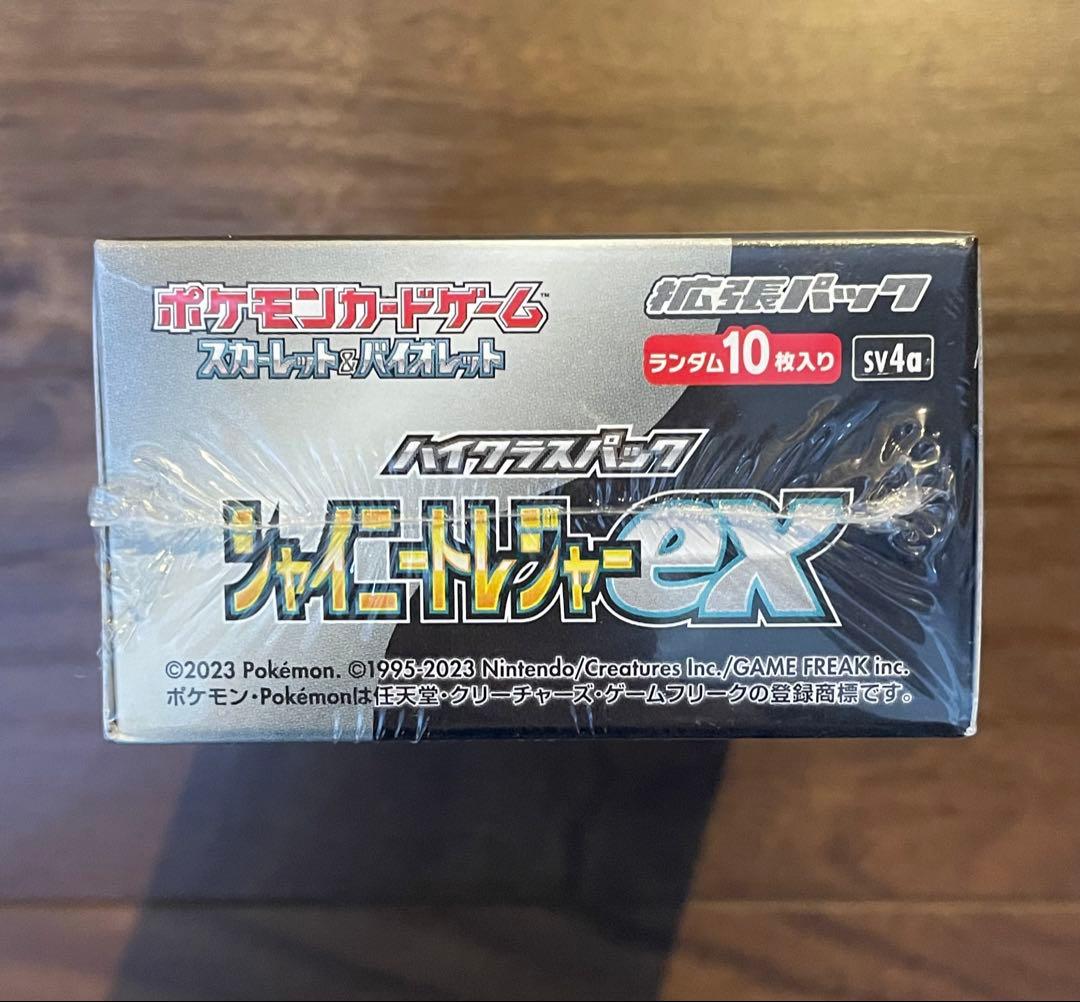 ポケモンカードゲーム™
スカーレット&バイオレット
拡張パック
ランダム10枚入り sv4a
ハイクラスパック
シャイニートレジャーex
©2023 Pokémon. ©1995-2023 Nintendo/Creatures Inc./GAME FREAK inc.
ポケモン・Pokémonは任天堂・クリーチャーズ・ゲームフリークの登録商標です。